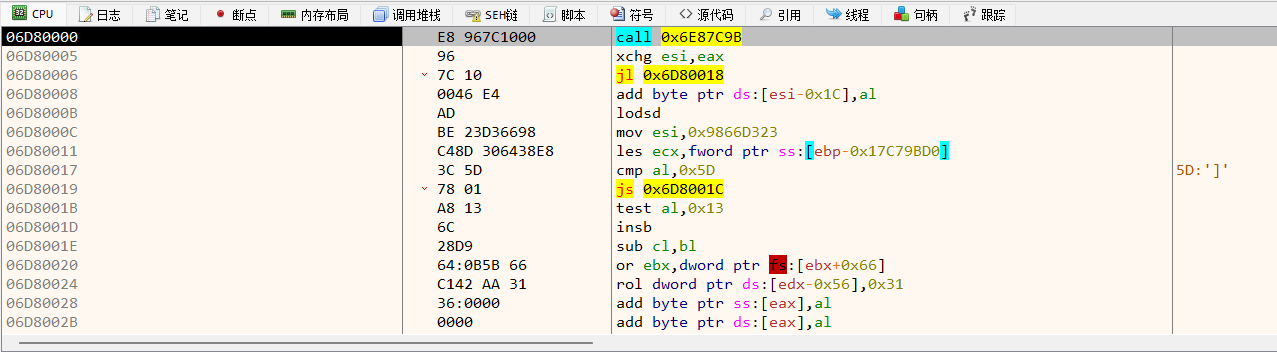 CPU 日志 笔记 断点 内存布局 调用堆栈 SEH链 脚本 符号 源代码 引用 线程 句柄 跟踪
06D80000 E8 967C1000 call 0x6E87C9B
06D80005 96 xchg esi,eax
06D80006 7C 10 jl 0x6D80018
06D80008 0046 E4 add byte ptr ds:[esi-0x1C],al
06D8000B AD lodsd
06D8000C BE 23D36698 mov esi,0x9866D323
06D80011 C48D 306438E8 les ecx,fword ptr ss:[ebp-0x17C79BD0]
06D80017 3C 5D cmp al,0x5D 5D:']'
06D80019 78 01 js 0x6D8001C
06D8001B A8 13 test al,0x13
06D8001D 6C insb
06D8001E 28D9 sub cl,bl
06D80020 64:0B5B 66 or ebx,dword ptr fs:[ebx+0x66]
06D80024 C142 AA 31 rol dword ptr ds:[edx-0x56],0x31
06D80028 36:0000 add byte ptr ss:[eax],al
06D8002B 0000 add byte ptr ds:[eax],al